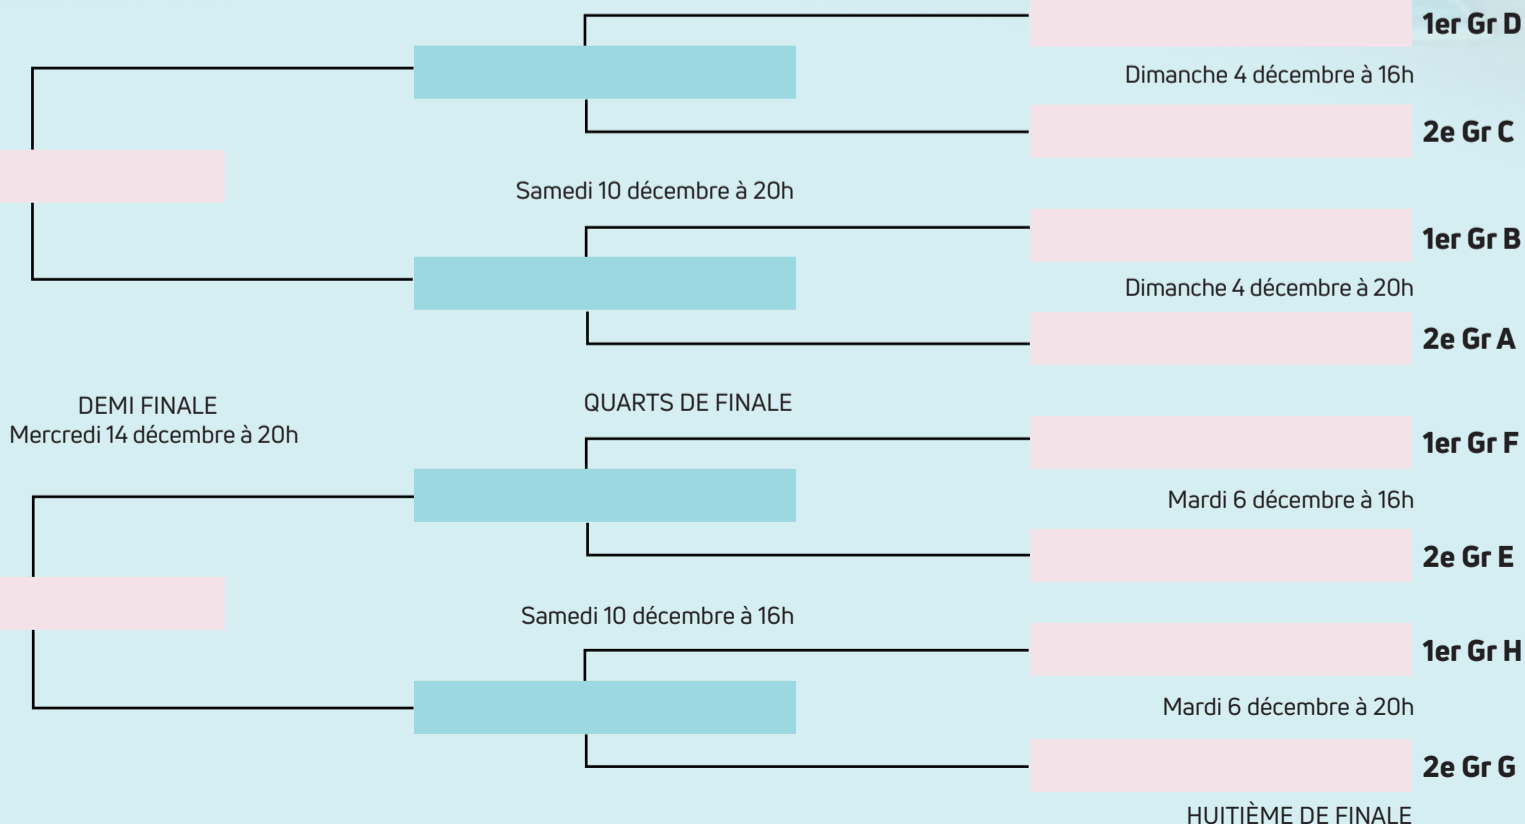 1er Gr D
Dimanche 4 décembre à 16h
2e Gr C
Samedi 10 décembre à 20h
1er Gr B
Dimanche 4 décembre à 20h
2e Gr A
DEMI FINALE
Mercredi 14 décembre à 20h
QUARTS DE FINALE
1er Gr F
Mardi 6 décembre à 16h
2e Gr E
Samedi 10 décembre à 16h
1er Gr H
Mardi 6 décembre à 20h
2e Gr G
HUITIÈME DE FINALE